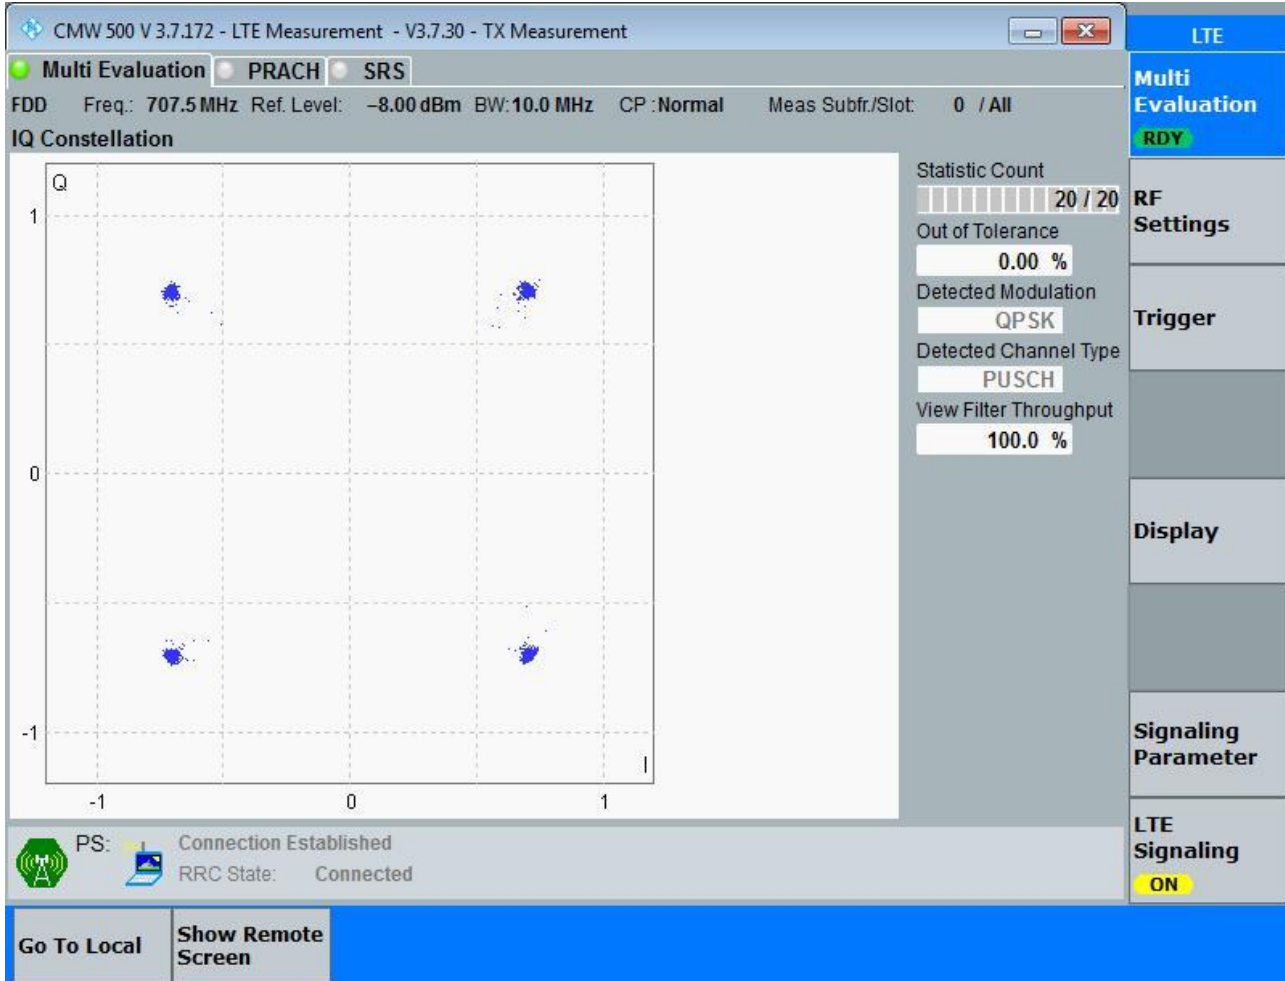 CMW 500 V 3.7.172 - LTE Measurement - V3.7.30 - TX Measurement
LTE
Multi Evaluation PRACH SRS
FDD Freq.: 707.5 MHz Ref. Level: −8.00 dBm BW: 10.0 MHz CP : Normal Meas Subfr./Slot: 0 / All
IQ Constellation
Q
1
0
-1
I
-1 0 1
Statistic Count
20 / 20
Out of Tolerance
0.00 %
Detected Modulation
QPSK
Detected Channel Type
PUSCH
View Filter Throughput
100.0 %
Multi
Evaluation
RDY
RF
Settings
Trigger
Display
Signaling
Parameter
LTE
Signaling
ON
PS: Connection Established
RRC State: Connected
Go To Local
Show Remote
Screen